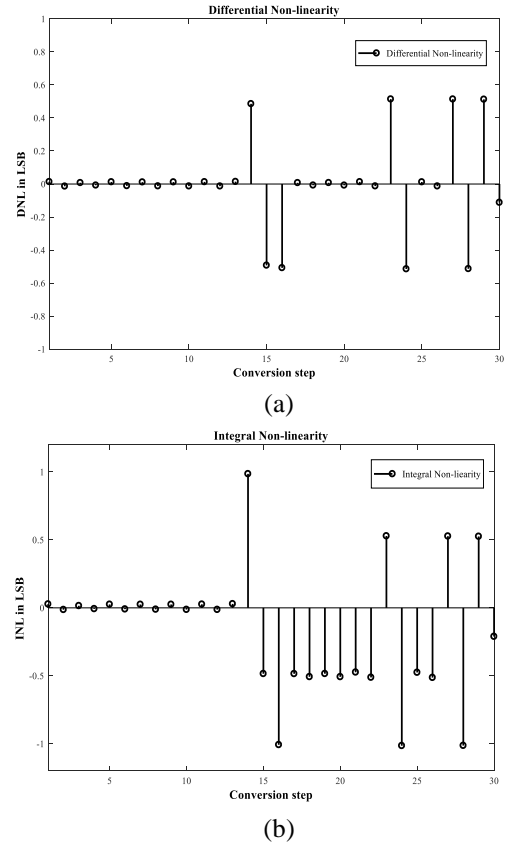 Differential Non-linearity
1
0.8
0.6
0.4
0.2
0
-0.2
-0.4
-0.6
-0.8
-1
DNL in LSB
Differential Non-linearity
5 10 15 20 25 30
Conversion step
(a)
Integral Non-linearity
1
0.5
0
-0.5
-1
INL in LSB
Integral Non-liearity
5 10 15 20 25 30
Conversion step
(b)